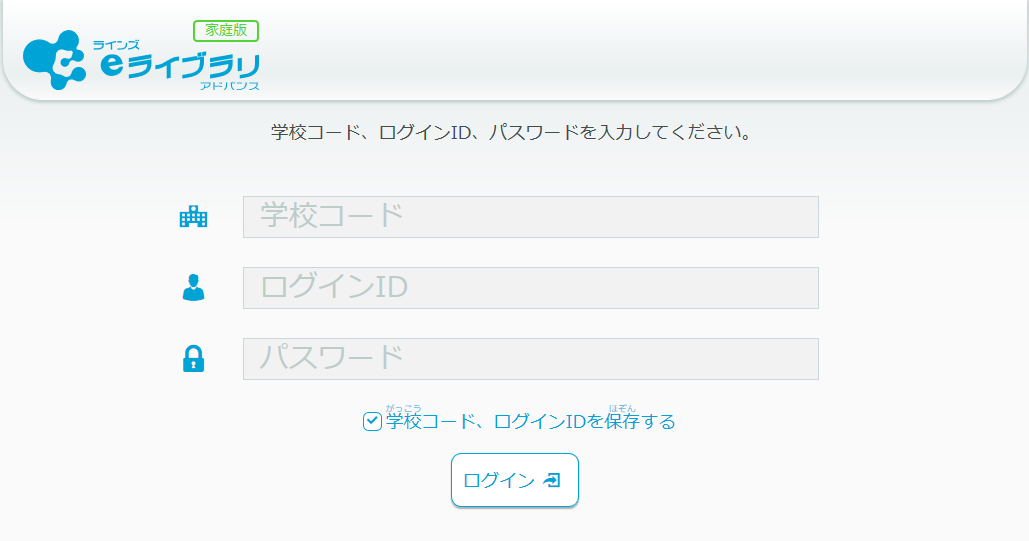 家庭版
ラインズ
eライブラリ
アドバンス
学校コード、ログインID、パスワードを入力してください。
学校コード
ログインID
パスワード
がっこう ほぞん
学校コード、ログインIDを保存する
ログイン